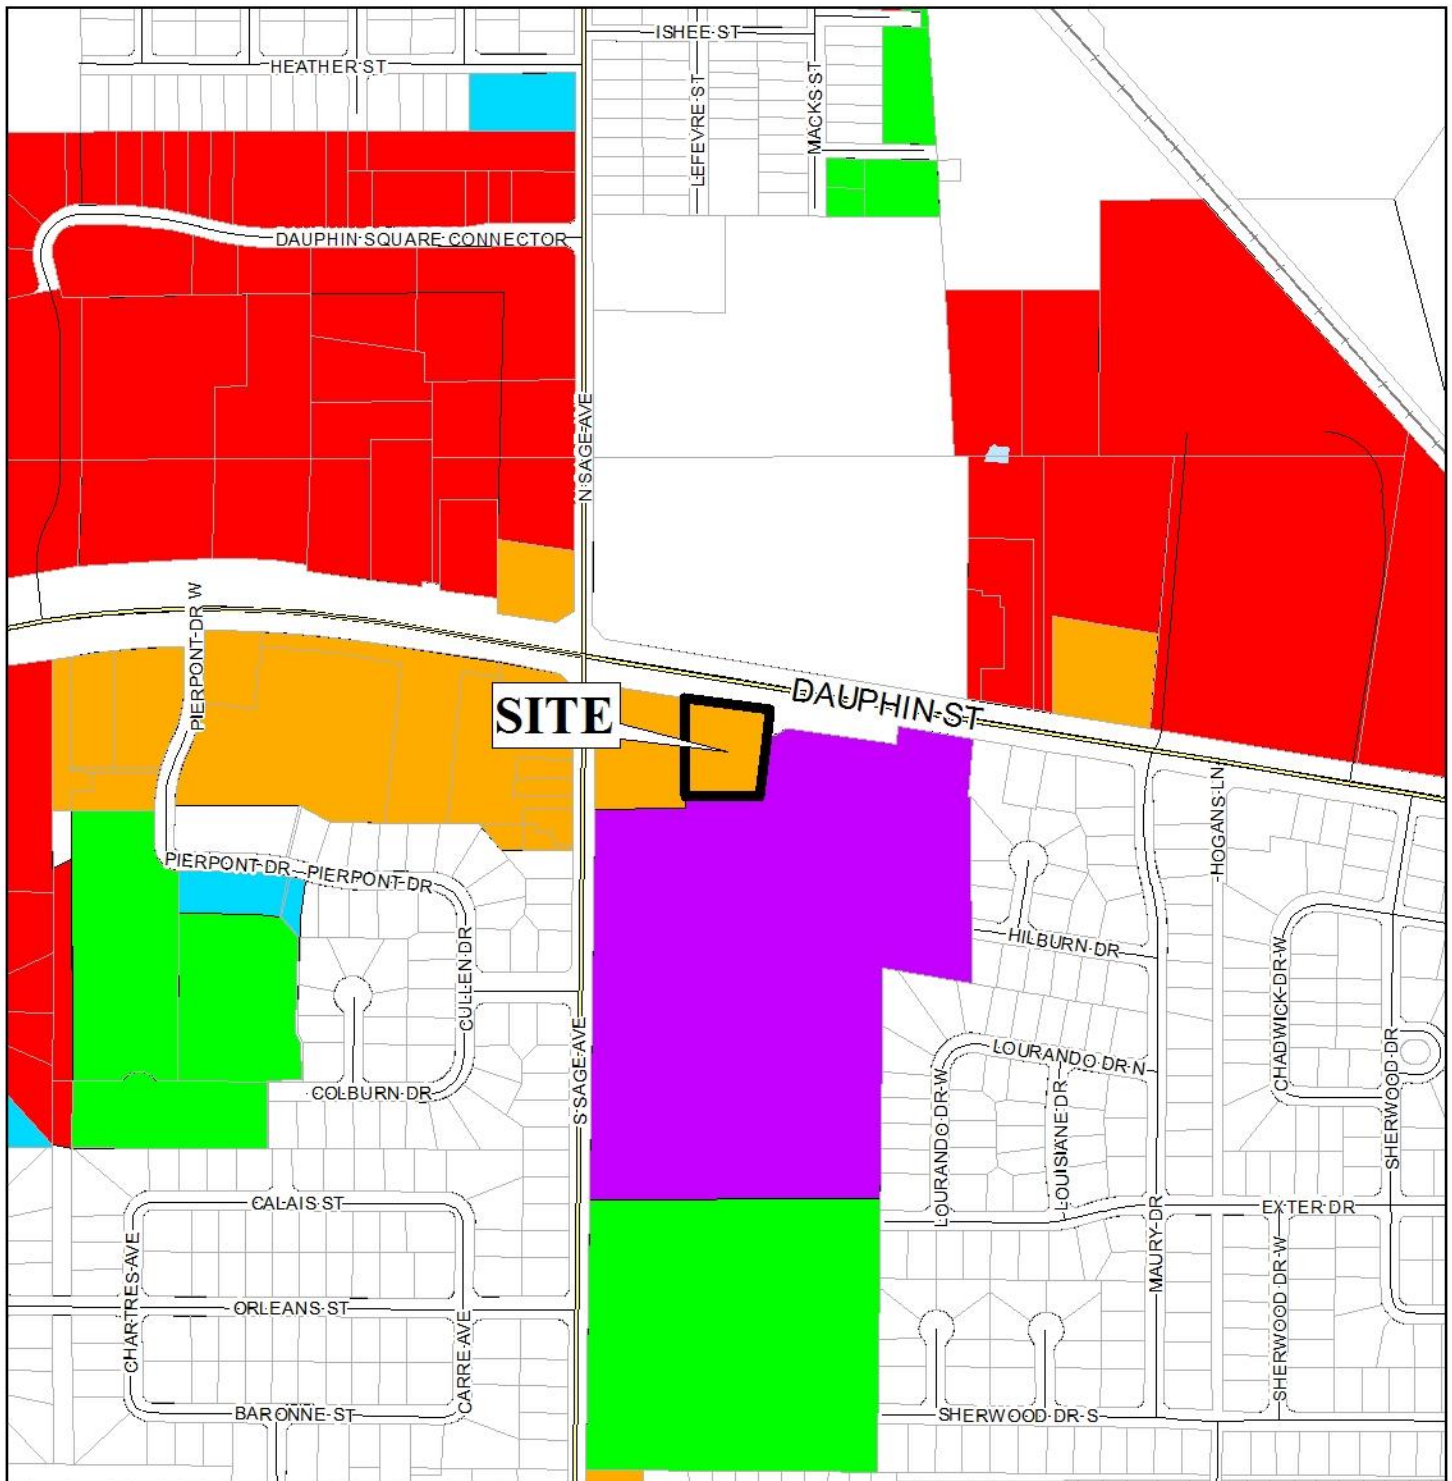 ISHEE ST
HEATHER ST
LEFEVRE ST
MACKS ST
DAUPHIN SQUARE CONNECTOR
N SAGE AVE
PIERPONT DR W
SITE
DAUPHIN ST
HOGANS LN
PIERPONT DR
PIERPONT DR
CULLEN DR
HILBURN DR
CHADWICK DR W
S SAGE AVE
LOURANDO DR N
SHERWOOD DR
COLBURN DR
LOURANDO DR W
LOUISIANE DR
CALAIS ST
EXTER DR
MAURY DR
CHARTRES AVE
ORLEANS ST
CARRE AVE
SHERWOOD DR W
BARONNE ST
SHERWOOD DR S